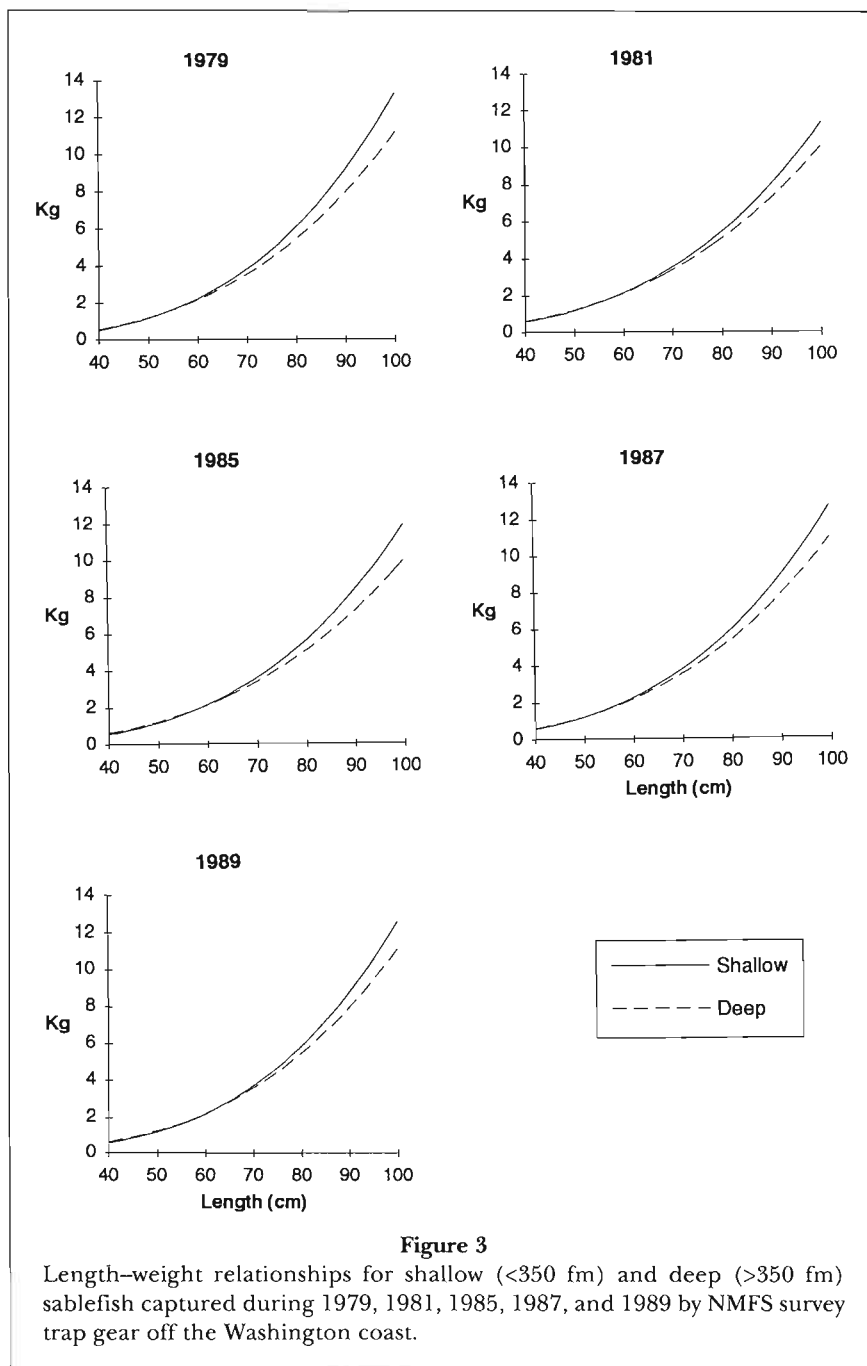 1979
14
12
10
8
Kg
6
4
2
0
40 50 60 70 80 90 100
1981
14
12
10
8
Kg
6
4
2
0
40 50 60 70 80 90 100
1985
14
12
10
8
Kg
6
4
2
0
40 50 60 70 80 90 100
1987
14
12
10
8
Kg
6
4
2
0
40 50 60 70 80 90 100
Length (cm)
1989
14
12
10
8
Kg
6
4
2
0
40 50 60 70 80 90 100
Length (cm)
Shallow
Deep
Figure 3
Length–weight relationships for shallow (<350 fm) and deep (>350 fm)
sablefish captured during 1979, 1981, 1985, 1987, and 1989 by NMFS survey
trap gear off the Washington coast.